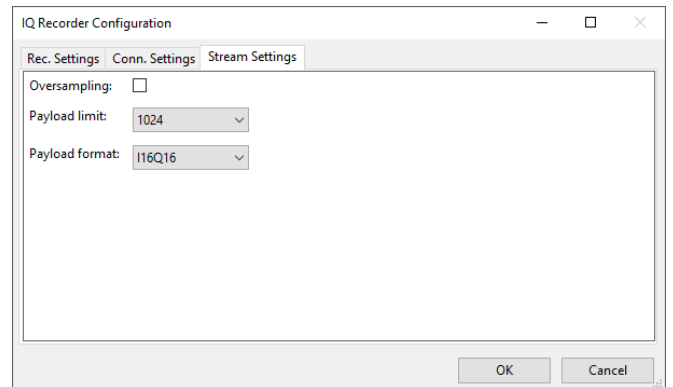 IQ Recorder Configuration
Rec. Settings Conn. Settings Stream Settings
Oversampling:
Payload limit: 1024
Payload format: I16Q16
OK Cancel